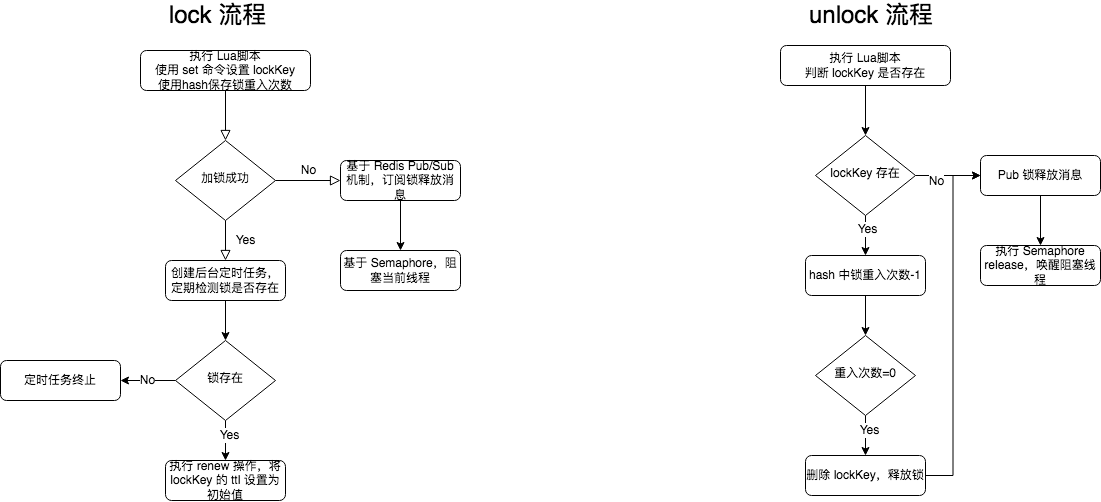 lock 流程
执行 Lua脚本
使用 set 命令设置 lockKey
使用hash保存锁重入次数
加锁成功
No
基于 Redis Pub/Sub
机制，订阅锁释放消
息
Yes
基于 Semaphore，阻
塞当前线程
创建后台定时任务，
定期检测锁是否存在
锁存在
No
定时任务终止
Yes
执行 renew 操作，将
lockKey 的 ttl 设置为
初始值
unlock 流程
执行 Lua脚本
判断 lockKey 是否存在
lockKey 存在
No
Pub 锁释放消息
Yes
执行 Semaphore
release，唤醒阻塞线
程
hash 中锁重入次数-1
重入次数=0
Yes
删除 lockKey，释放锁